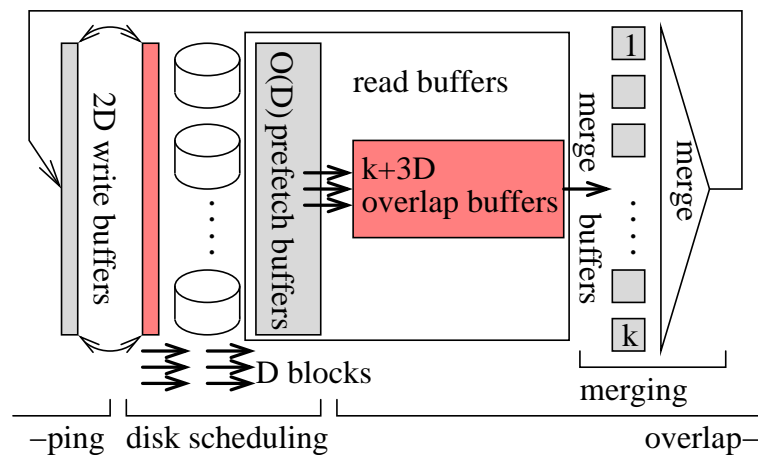 2D write buffers
O(D) prefetch buffers
read buffers
k+3D
overlap buffers
merge
buffers
1
. . . .
k
merge
. . . .
D blocks
merging
–ping
disk scheduling
overlap–